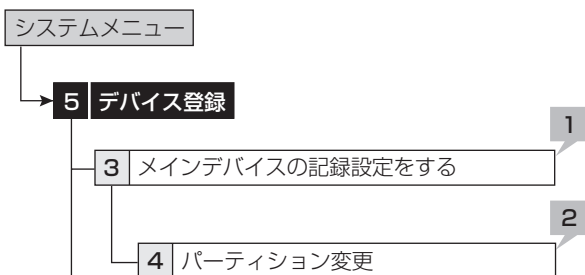 システムメニュー
5 デバイス登録
1
3 メインデバイスの記録設定をする
2
4 パーティション変更